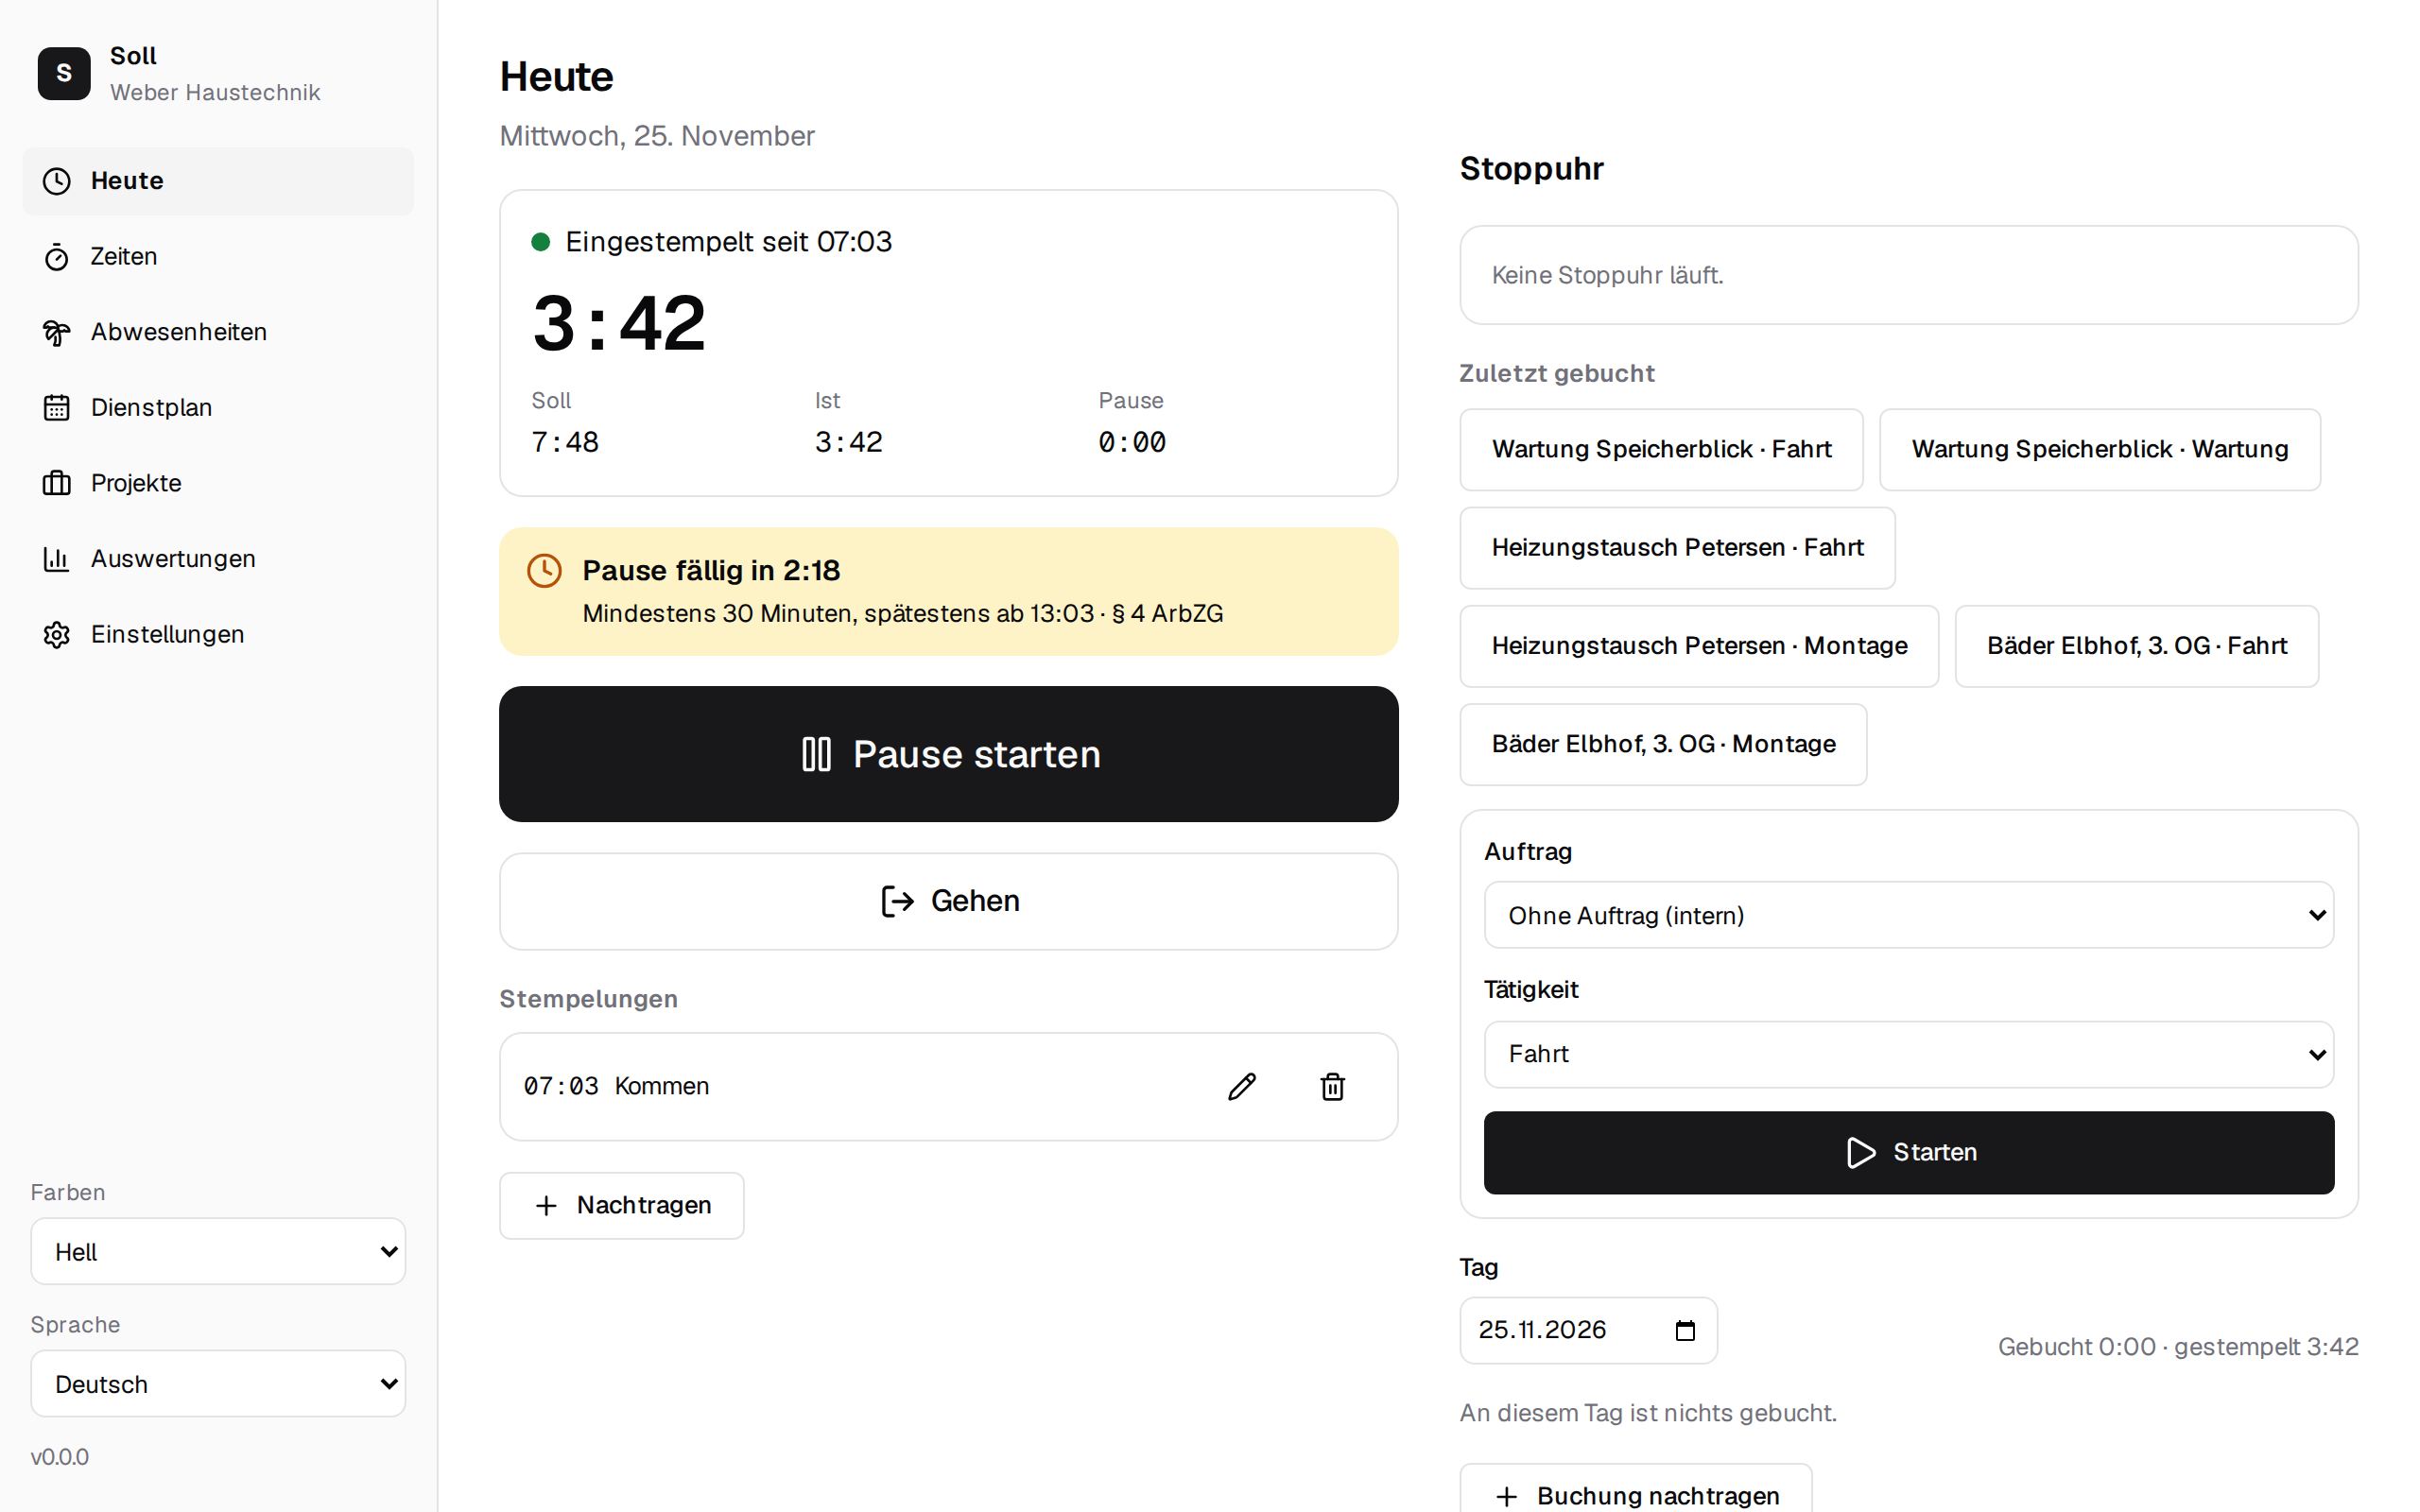 S
Soll
Weber Haustechnik
Heute
Zeiten
Abwesenheiten
Dienstplan
Projekte
Auswertungen
Einstellungen
Farben
Hell
Sprache
Deutsch
v0.0.0
Heute
Mittwoch, 25. November
Eingestempelt seit 07:03
3:42
Soll Ist Pause
7:48 3:42 0:00
Pause fällig in 2:18
Mindestens 30 Minuten, spätestens ab 13:03 · § 4 ArbZG
Pause starten
Gehen
Stempelungen
07:03 Kommen
Nachtragen
Stoppuhr
Keine Stoppuhr läuft.
Zuletzt gebucht
Wartung Speicherblick · Fahrt Wartung Speicherblick · Wartung
Heizungstausch Petersen · Fahrt
Heizungstausch Petersen · Montage Bäder Elbhof, 3. OG · Fahrt
Bäder Elbhof, 3. OG · Montage
Auftrag
Ohne Auftrag (intern)
Tätigkeit
Fahrt
Starten
Tag
25.11.2026
Gebucht 0:00 · gestempelt 3:42
An diesem Tag ist nichts gebucht.
Buchung nachtragen